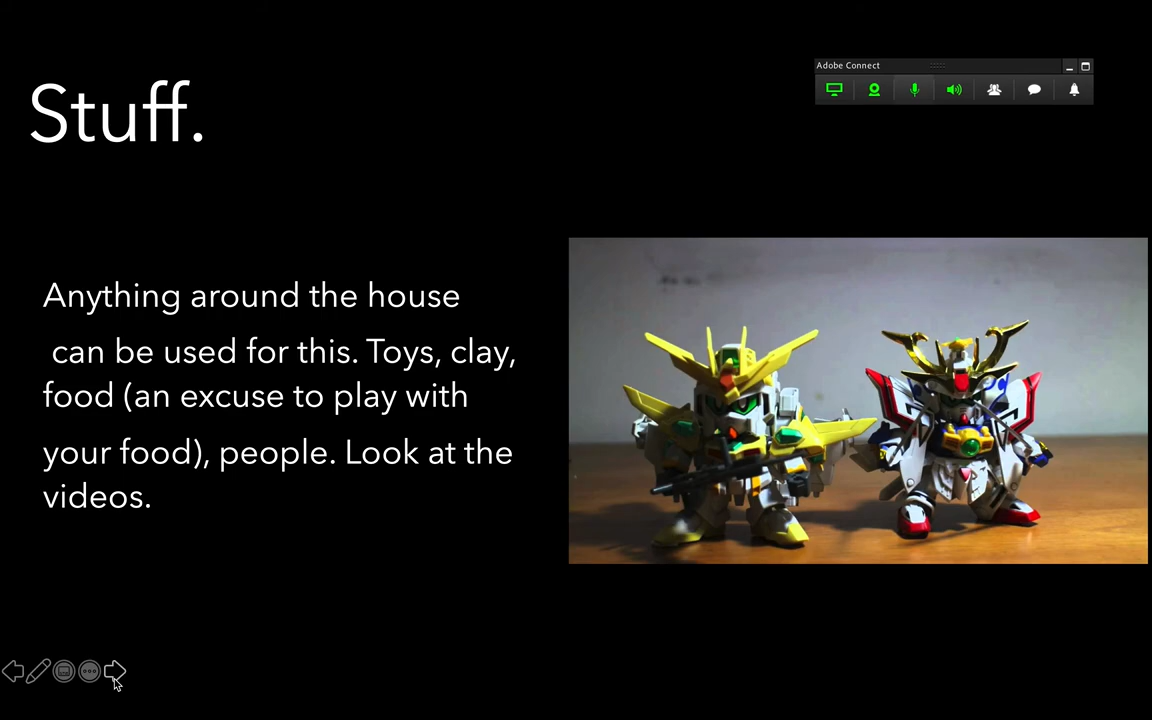 Adobe Connect
Stuff.
Anything around the house
can be used for this. Toys, clay,
food (an excuse to play with
your food), people. Look at the
videos.